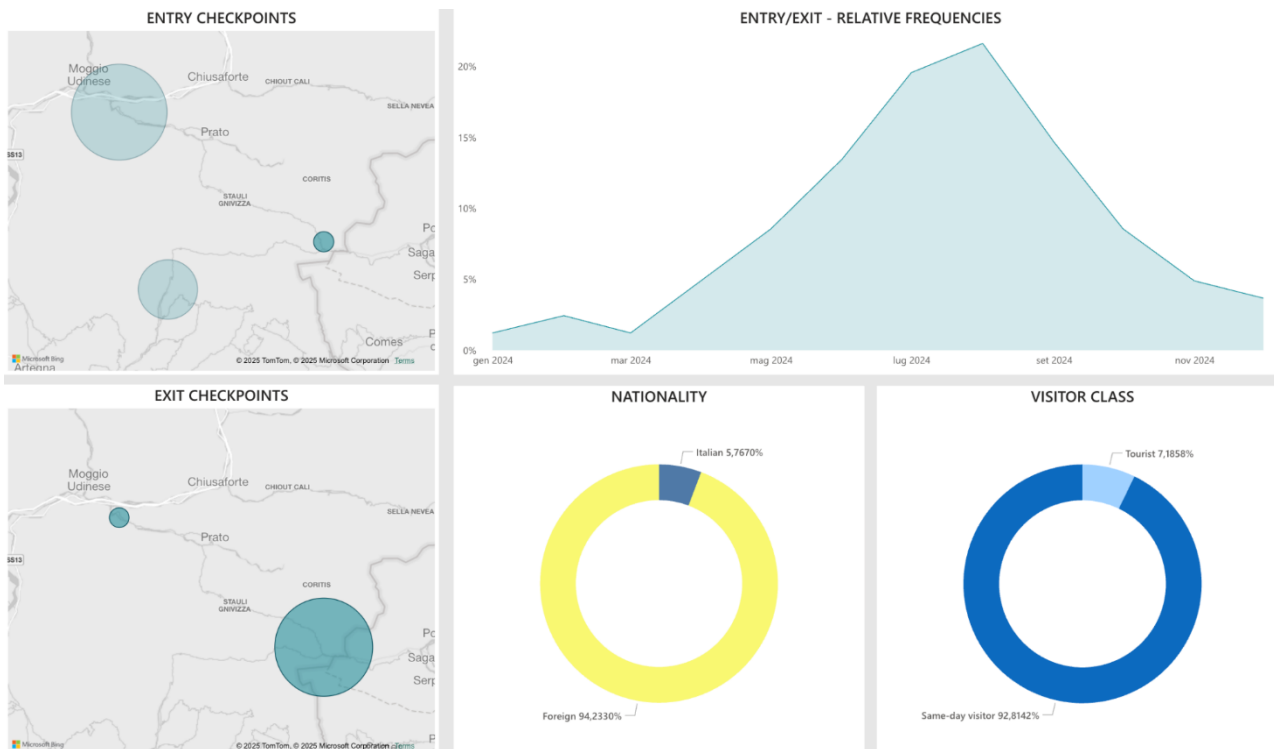 ENTRY CHECKPOINTS
Moggio
Udinese
Chiusaforte
CHIOUT CALI
SELLA NEVEA
Prato
SS13
CORITIS
STAULI
GNIVIZZA
Po
Saga
Serp
Comes
P
Microsoft Bing
© 2025 TomTom, © 2025 Microsoft Corporation Terms
Artegna
ENTRY/EXIT - RELATIVE FREQUENCIES
20%
15%
10%
5%
0%
gen 2024
mar 2024
mag 2024
lug 2024
set 2024
nov 2024
EXIT CHECKPOINTS
Moggio
Udinese
Chiusaforte
CHIOUT CALI
SELLA NEVEA
Prato
SS13
CORITIS
STAULI
GNIVIZZA
Po
Saga
Serp
Microsoft Bing
© 2025 TomTom, © 2025 Microsoft Corporation Terms
NATIONALITY
Italian 5,7670%
Foreign 94,2330%
VISITOR CLASS
Tourist 7,1858%
Same-day visitor 92,8142%